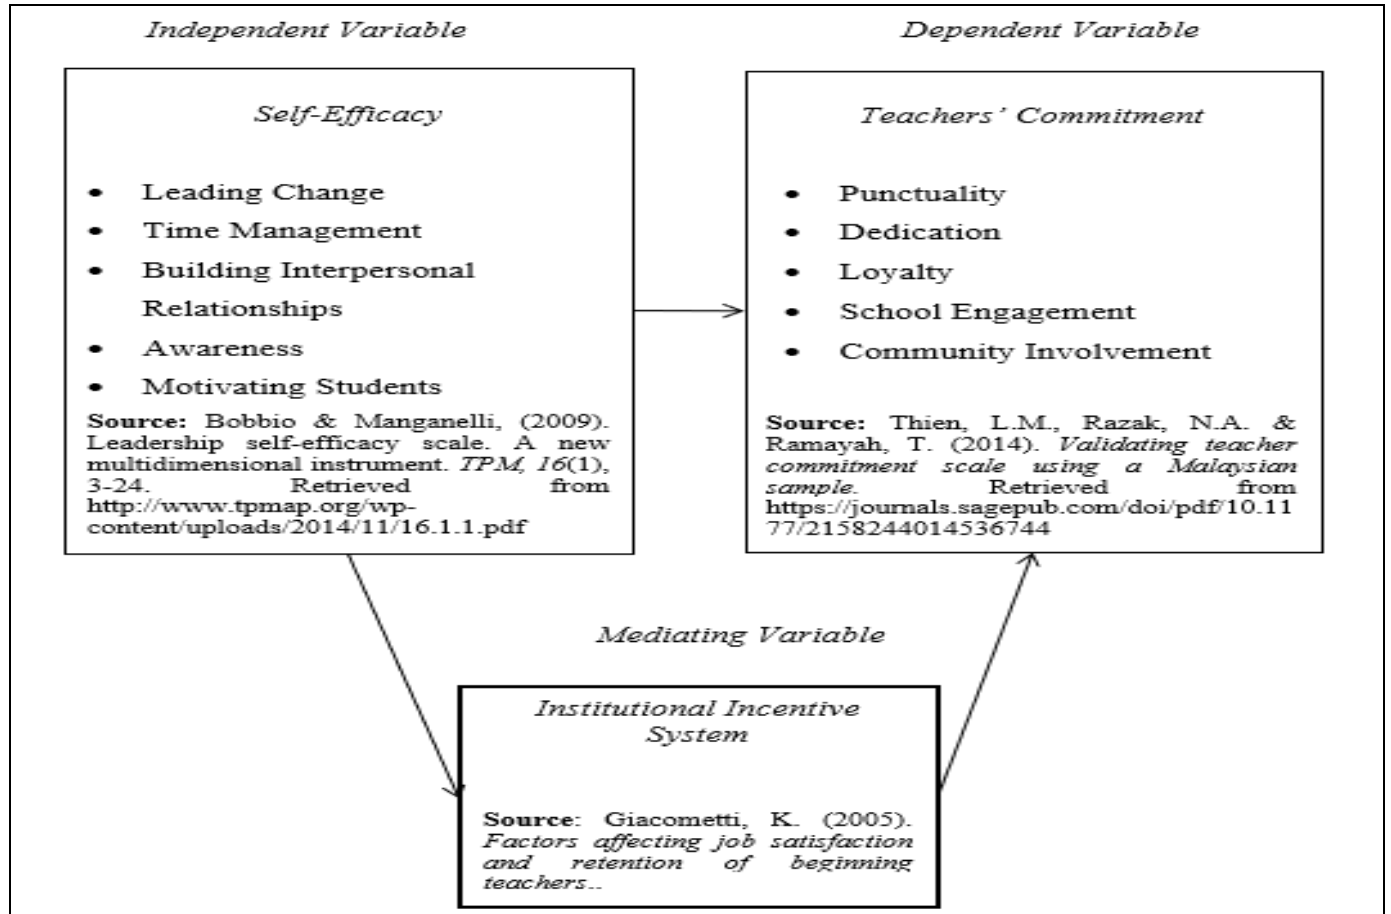 Independent Variable
Dependent Variable
Self-Efficacy
• Leading Change
• Time Management
• Building Interpersonal
Relationships
• Awareness
• Motivating Students
Source: Bobbio & Manganelli, (2009).
Leadership self-efficacy scale. A new
multidimensional instrument. TPM, 16(1),
3-24. Retrieved from
http://www.tpmap.org/wp-
content/uploads/2014/11/16.1.1.pdf
Teachers’ Commitment
• Punctuality
• Dedication
• Loyalty
• School Engagement
• Community Involvement
Source: Thien, L.M., Razak, N.A. &
Ramayah, T. (2014). Validating teacher
commitment scale using a Malaysian
sample. Retrieved from
https://journals.sagepub.com/doi/pdf/10.11
77/2158244014536744
Mediating Variable
Institutional Incentive
System
Source: Giacometti, K. (2005).
Factors affecting job satisfaction
and retention of beginning
teachers..